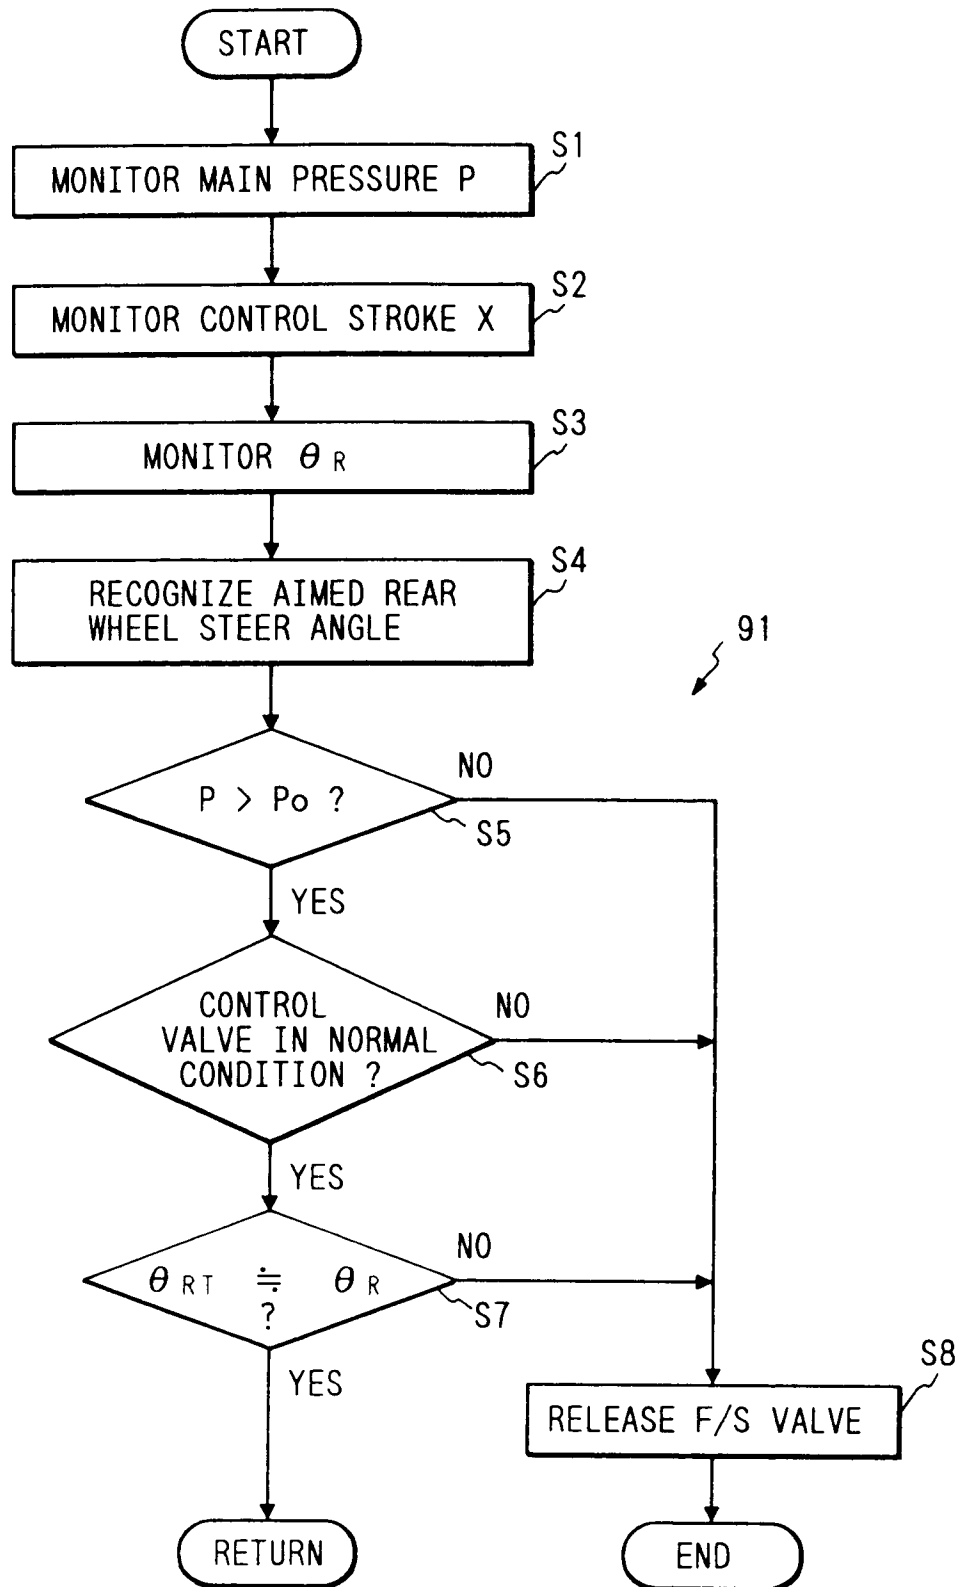 START
S1
MONITOR MAIN PRESSURE P
S2
MONITOR CONTROL STROKE X
S3
MONITOR θR
S4
RECOGNIZE AIMED REAR
WHEEL STEER ANGLE
91
NO
P > Po ?
S5
YES
CONTROL
VALVE IN NORMAL
CONDITION ?
NO
S6
YES
NO
θRT ≒ θR
?
S7
YES
S8
RELEASE F/S VALVE
RETURN
END